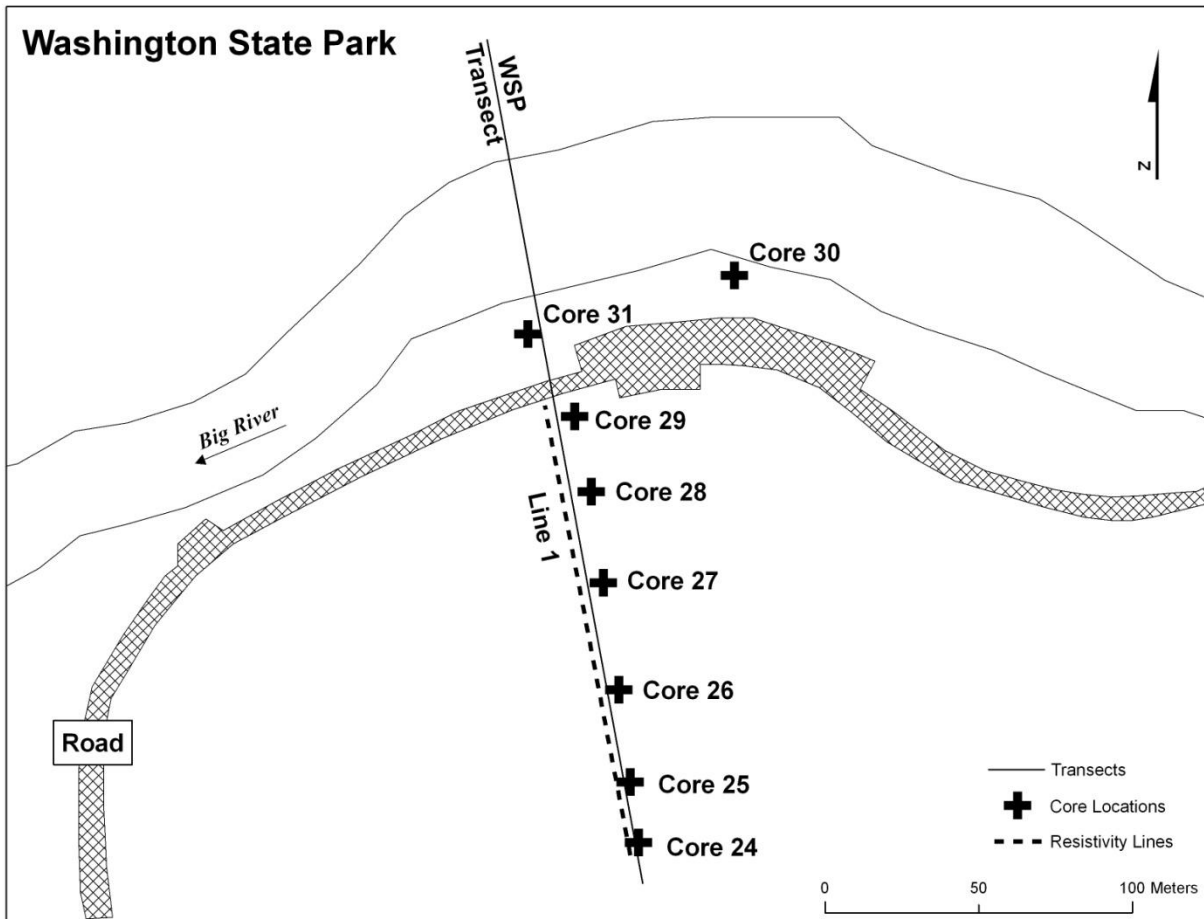 Washington State Park
WSP
Transect
N
Core 30
Core 31
Big River
Core 29
Core 28
Line 1
Core 27
Core 26
Road
Core 25
Core 24
Transects
Core Locations
Resistivity Lines
0 50 100 Meters